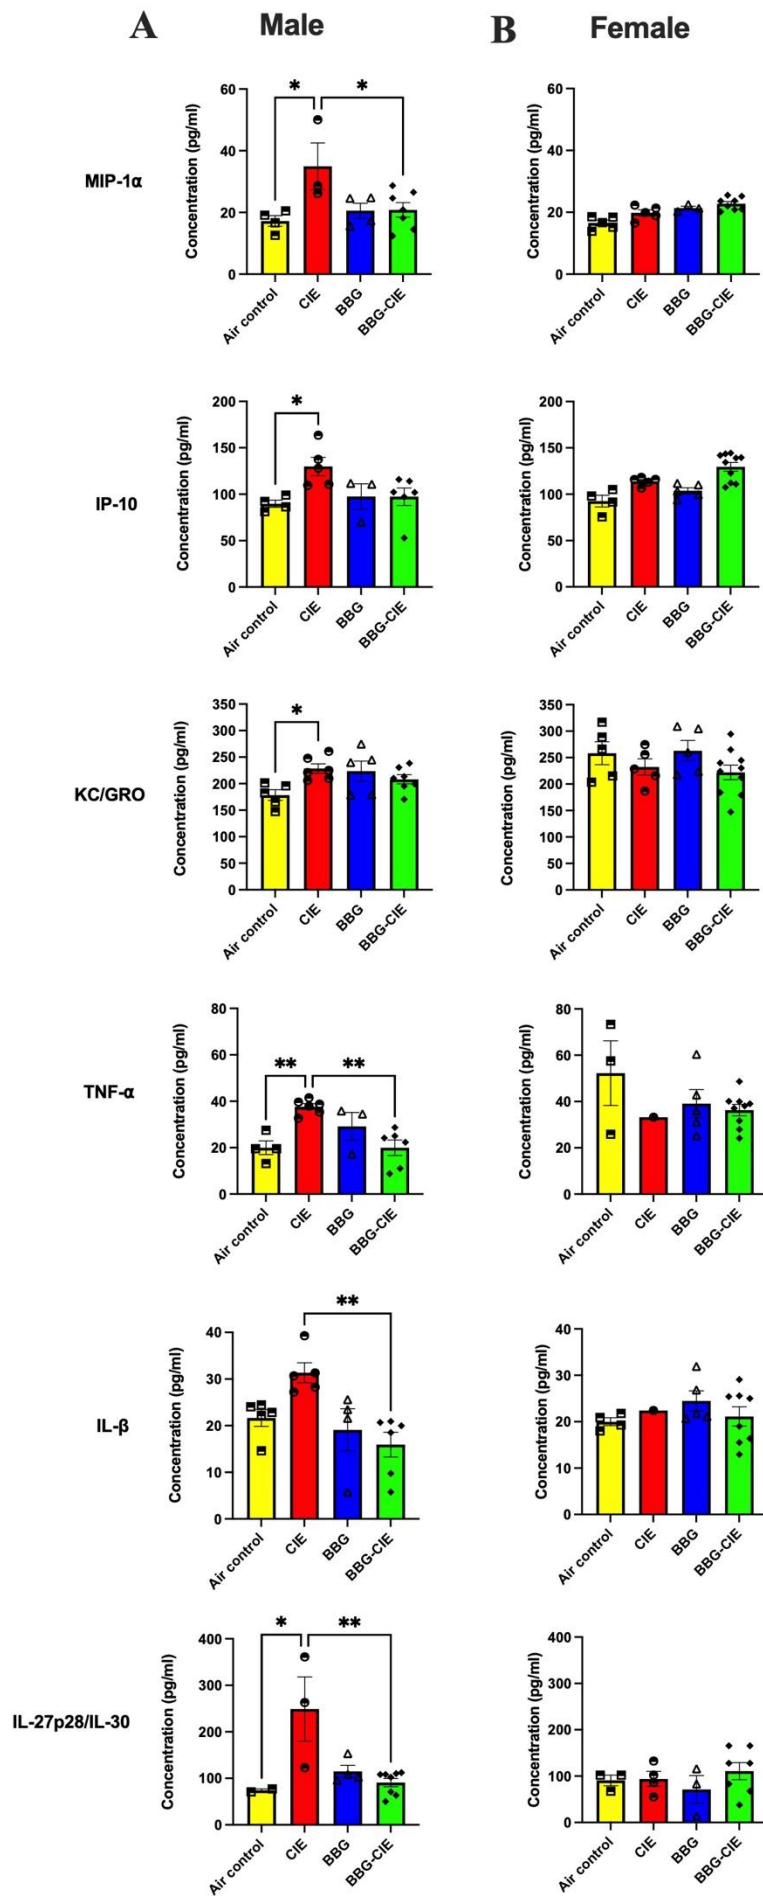 A Male B Female
MIP-1α
Concentration (pg/ml)
60
40
20
0
*
*
Air control
CIE
BBG
BBG-CIE
Concentration (pg/ml)
60
40
20
0
Air control
CIE
BBG
BBG-CIE
IP-10
Concentration (pg/ml)
200
150
100
50
0
*
Air control
CIE
BBG
BBG-CIE
Concentration (pg/ml)
200
150
100
50
0
Air control
CIE
BBG
BBG-CIE
KC/GRO
Concentration (pg/ml)
350
300
250
200
150
100
50
0
*
Air control
CIE
BBG
BBG-CIE
Concentration (pg/ml)
350
300
250
200
150
100
50
0
Air control
CIE
BBG
BBG-CIE
TNF-α
Concentration (pg/ml)
80
60
40
20
0
**
**
Air control
CIE
BBG
BBG-CIE
Concentration (pg/ml)
80
60
40
20
0
Air control
CIE
BBG
BBG-CIE
IL-β
Concentration (pg/ml)
40
30
20
10
0
**
Air control
CIE
BBG
BBG-CIE
Concentration (pg/ml)
40
30
20
10
0
Air control
CIE
BBG
BBG-CIE
IL-27p28/IL-30
Concentration (pg/ml)
400
300
200
100
0
*
**
Air control
CIE
BBG
BBG-CIE
Concentration (pg/ml)
400
300
200
100
0
Air control
CIE
BBG
BBG-CIE